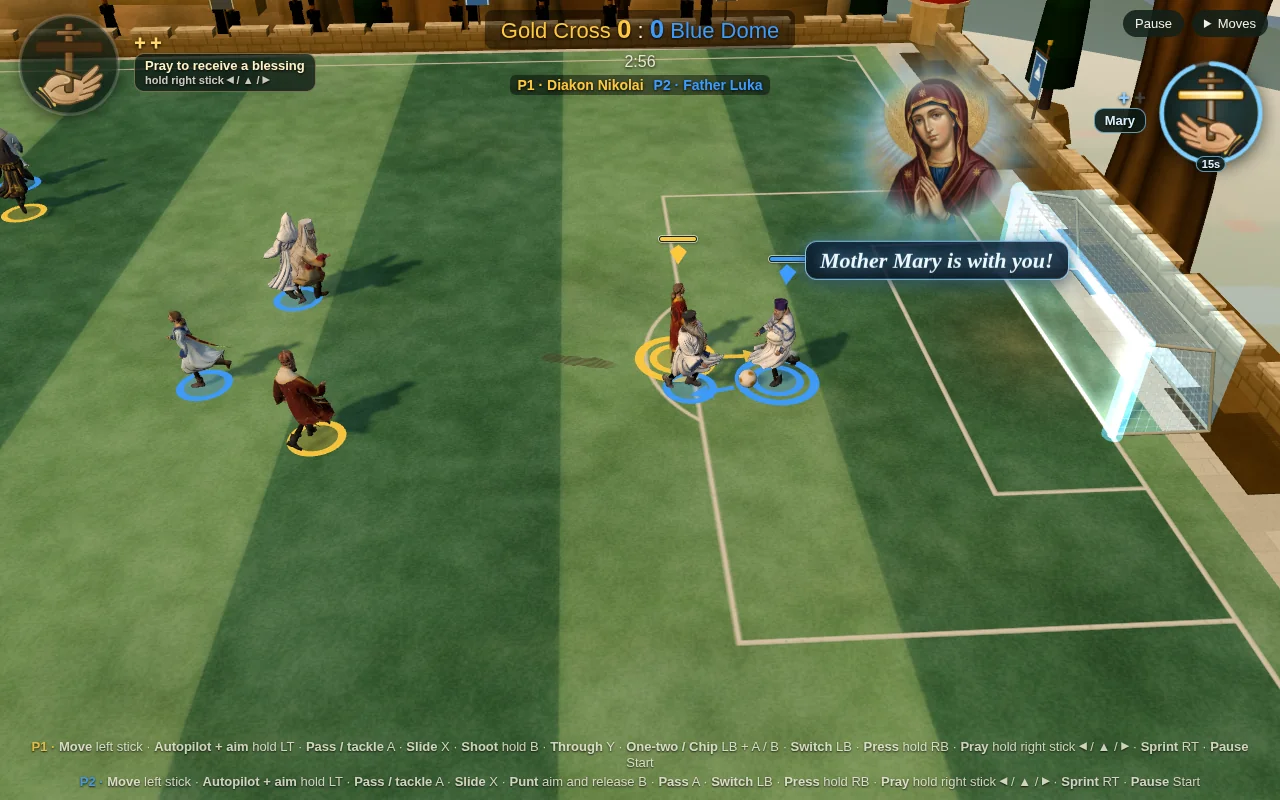 Gold Cross 0 : 0 Blue Dome
Pause
▶ Moves
++
Pray to receive a blessing
hold right stick ◀ / ▲ / ▶
2:56
P1 · Diakon Nikolai P2 · Father Luka
++
Mary
15s
Mother Mary is with you!
P1 · Move left stick · Autopilot + aim hold LT · Pass / tackle A · Slide X · Shoot hold B · Through Y · One-two / Chip LB + A / B · Switch LB · Press hold RB · Pray hold right stick ◀ / ▲ / ▶ · Sprint RT · Pause
Start
P2 · Move left stick · Autopilot + aim hold LT · Pass / tackle A · Slide X · Punt aim and release B · Pass A · Switch LB · Press hold RB · Pray hold right stick ◀ / ▲ / ▶ · Sprint RT · Pause Start